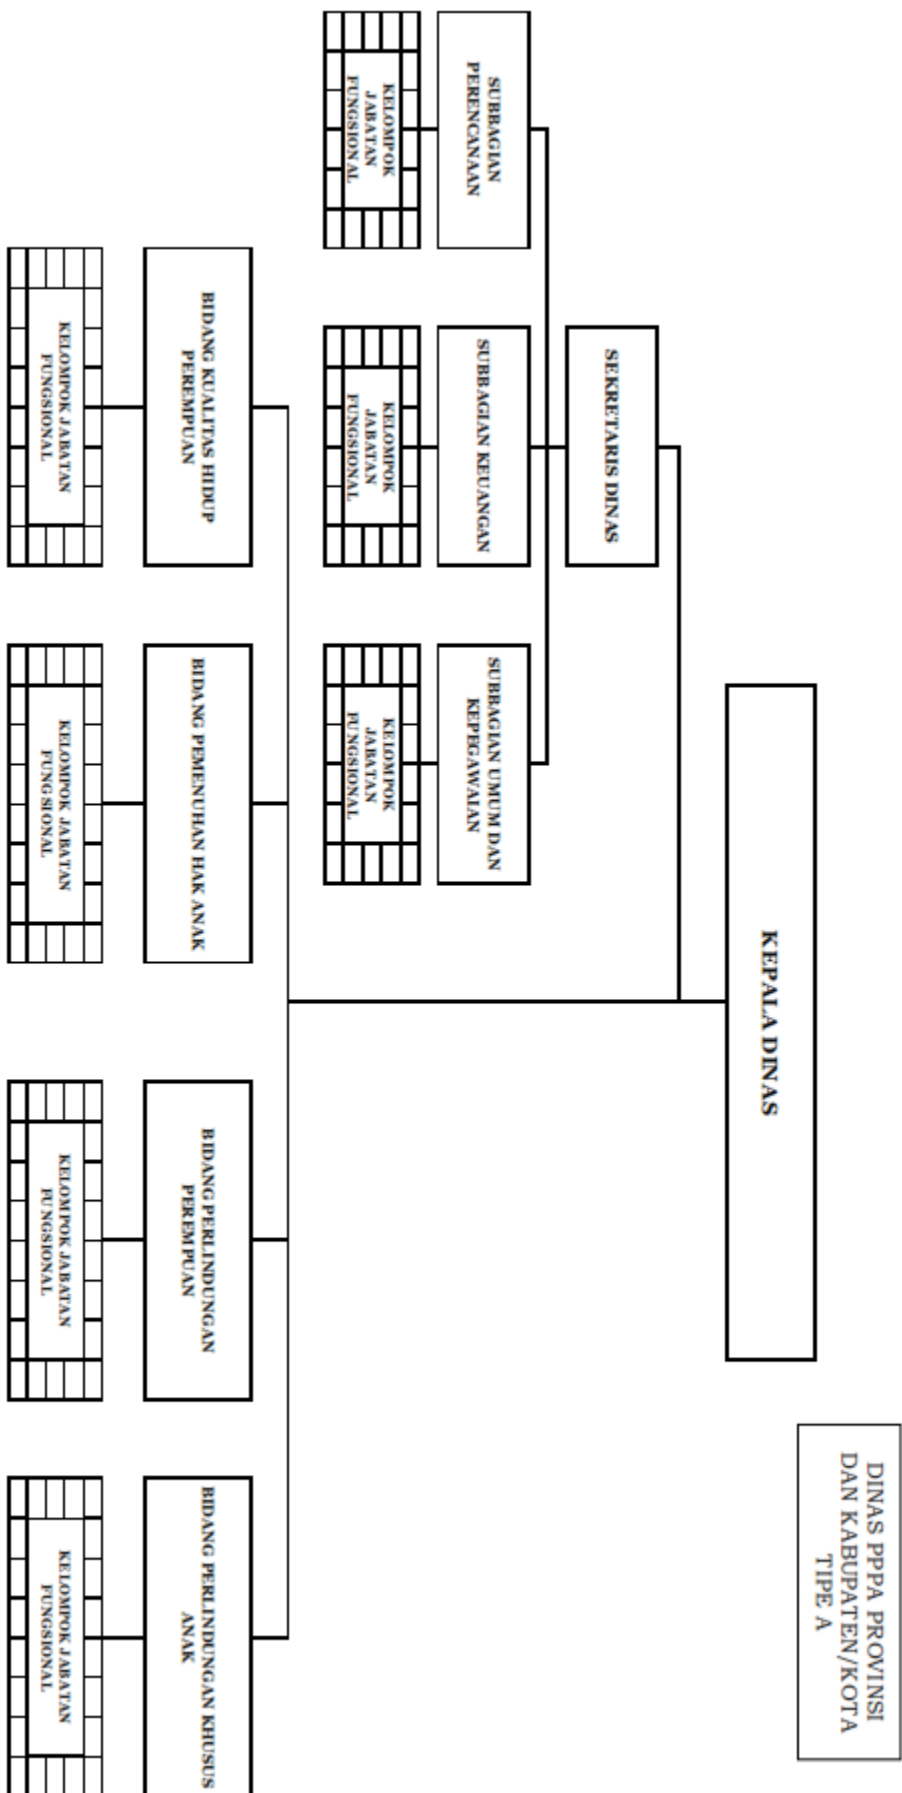 DINAS PPPA PROVINSI
DAN KABUPATEN/KOTA
TIPE A
KEPALA DINAS
SEKRETARIS DINAS
SUBBAGIAN
PERENCANAAN
SUBBAGIAN KEUANGAN
SUBBAGIAN UMUM DAN
KEPEGAWAIAN
KELOMPOK
JABATAN
FUNGSIONAL
KELOMPOK
JABATAN
FUNGSIONAL
KELOMPOK
JABATAN
FUNGSIONAL
BIDANG KUALITAS HIDUP
PEREMPUAN
BIDANG PEMENUHAN HAK ANAK
BIDANG PERLINDUNGAN
PEREMPUAN
BIDANG PERLINDUNGAN KHUSUS
ANAK
KELOMPOK JABATAN
FUNGSIONAL
KELOMPOK JABATAN
FUNGSIONAL
KELOMPOK JABATAN
FUNGSIONAL
KELOMPOK JABATAN
FUNGSIONAL